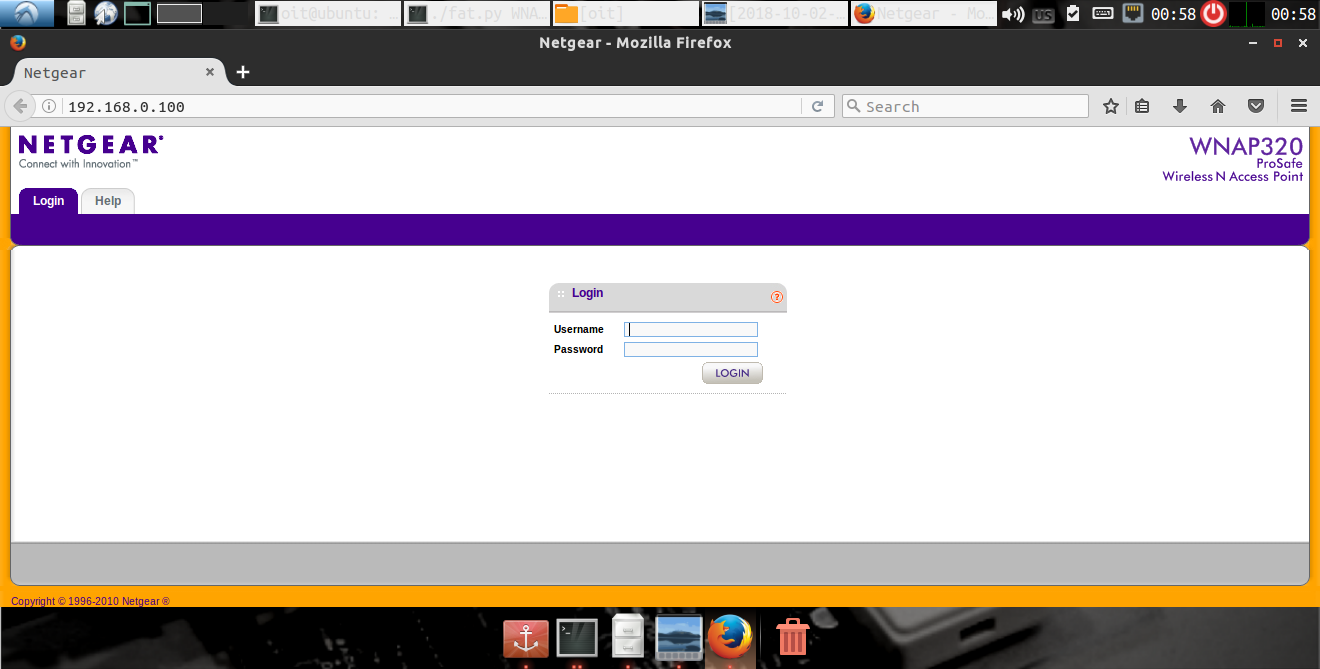 oit@ubuntu: ... ./fat.py WNA... [oit] [2018-10-02-... Netgear - Mo... US 00:58 00:58
Netgear - Mozilla Firefox
Netgear
192.168.0.100 Search
NETGEAR®
Connect with Innovation™
WNAP320
ProSafe
Wireless N Access Point
Login Help
Login ?
Username
Password
LOGIN
Copyright © 1996-2010 Netgear ®